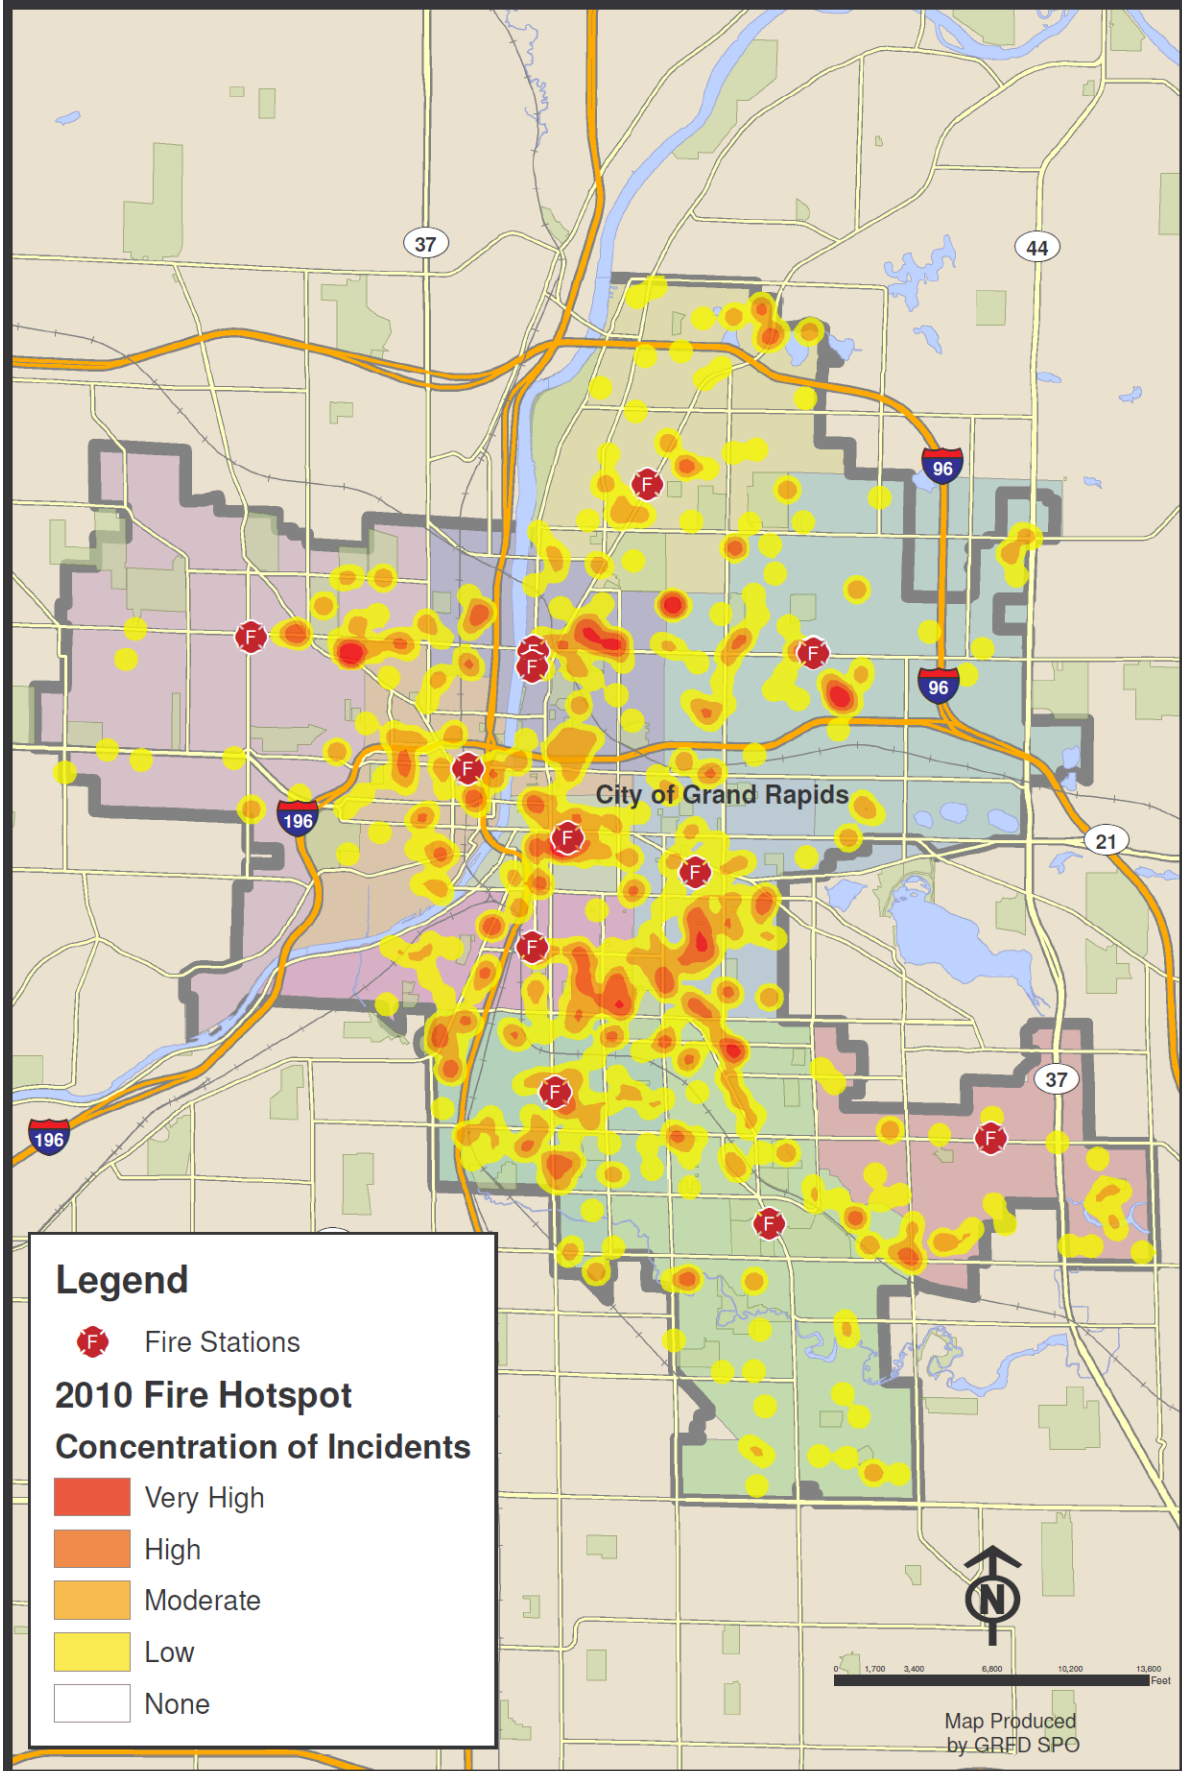 37
44
96
F
F
F
F
F
F
96
F
City of Grand Rapids
196
F
21
F
F
37
F
196
F
F
Legend
F Fire Stations
2010 Fire Hotspot
Concentration of Incidents
Very High
High
Moderate
Low
None
N
0 1,700 3,400 6,800 10,200 13,600
Feet
Map Produced
by GRFD SPO